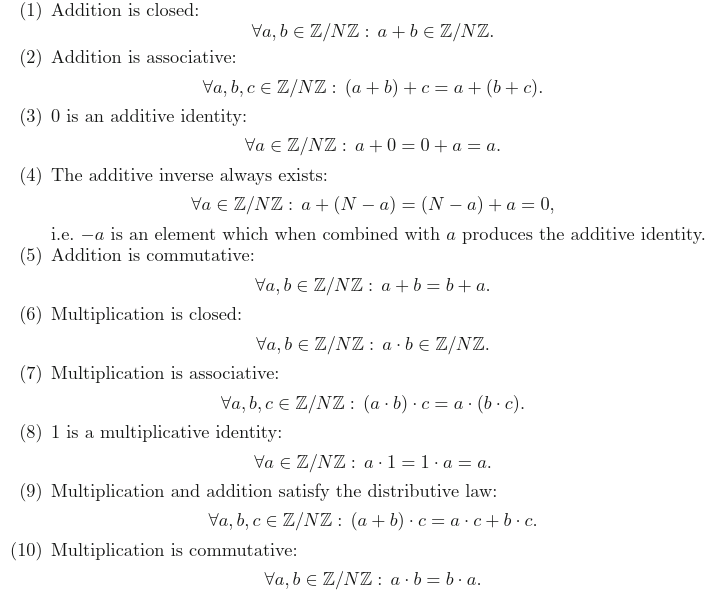 (1) Addition is closed:
∀a, b ∈ ℤ/Nℤ : a + b ∈ ℤ/Nℤ.
(2) Addition is associative:
∀a, b, c ∈ ℤ/Nℤ : (a + b) + c = a + (b + c).
(3) 0 is an additive identity:
∀a ∈ ℤ/Nℤ : a + 0 = 0 + a = a.
(4) The additive inverse always exists:
∀a ∈ ℤ/Nℤ : a + (N − a) = (N − a) + a = 0,
i.e. −a is an element which when combined with a produces the additive identity.
(5) Addition is commutative:
∀a, b ∈ ℤ/Nℤ : a + b = b + a.
(6) Multiplication is closed:
∀a, b ∈ ℤ/Nℤ : a · b ∈ ℤ/Nℤ.
(7) Multiplication is associative:
∀a, b, c ∈ ℤ/Nℤ : (a · b) · c = a · (b · c).
(8) 1 is a multiplicative identity:
∀a ∈ ℤ/Nℤ : a · 1 = 1 · a = a.
(9) Multiplication and addition satisfy the distributive law:
∀a, b, c ∈ ℤ/Nℤ : (a + b) · c = a · c + b · c.
(10) Multiplication is commutative:
∀a, b ∈ ℤ/Nℤ : a · b = b · a.